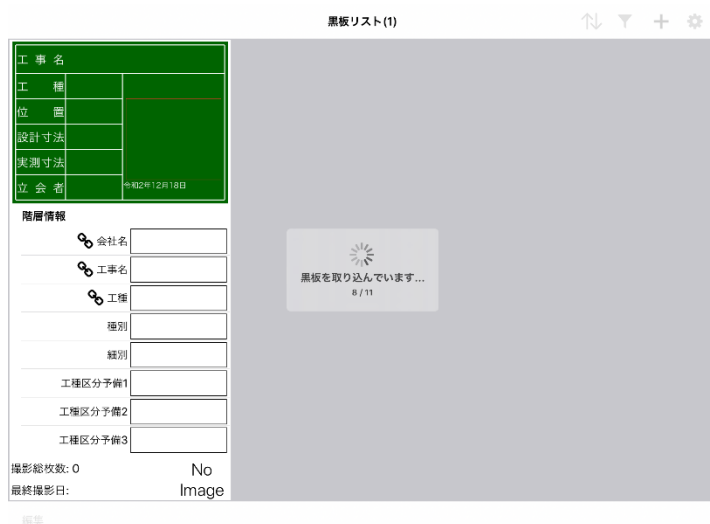 黒板リスト(1)
工 事 名
工 種
位 置
設計寸法
実測寸法
立 会 者
令和2年12月18日
階層情報
会社名
工事名
工種
種別
細別
工種区分予備1
工種区分予備2
工種区分予備3
撮影総枚数: 0
最終撮影日:
No
Image
黒板を取り込んでいます...
8 / 11
編集